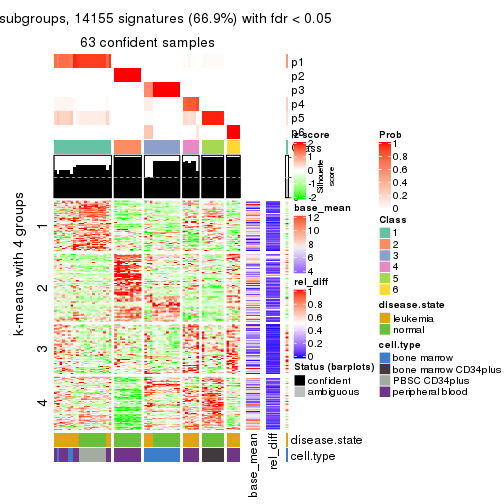 subgroups, 14155 signatures (66.9%) with fdr < 0.05
63 confident samples
p1
p2
p3
p4
p5
p6
Class
Silhouette
score
z-score
2
1
0
-1
-2
base_mean
12
10
8
6
4
rel_diff
1
0.8
0.6
0.4
0.2
0
Status (barplots)
confident
ambiguous
Prob
1
0.8
0.6
0.4
0.2
0
Class
1
2
3
4
5
6
disease.state
leukemia
normal
cell.type
bone marrow
bone marrow CD34plus
PBSC CD34plus
peripheral blood
k-means with 4 groups
1
2
3
4
disease.state
cell.type
base_mean
rel_diff